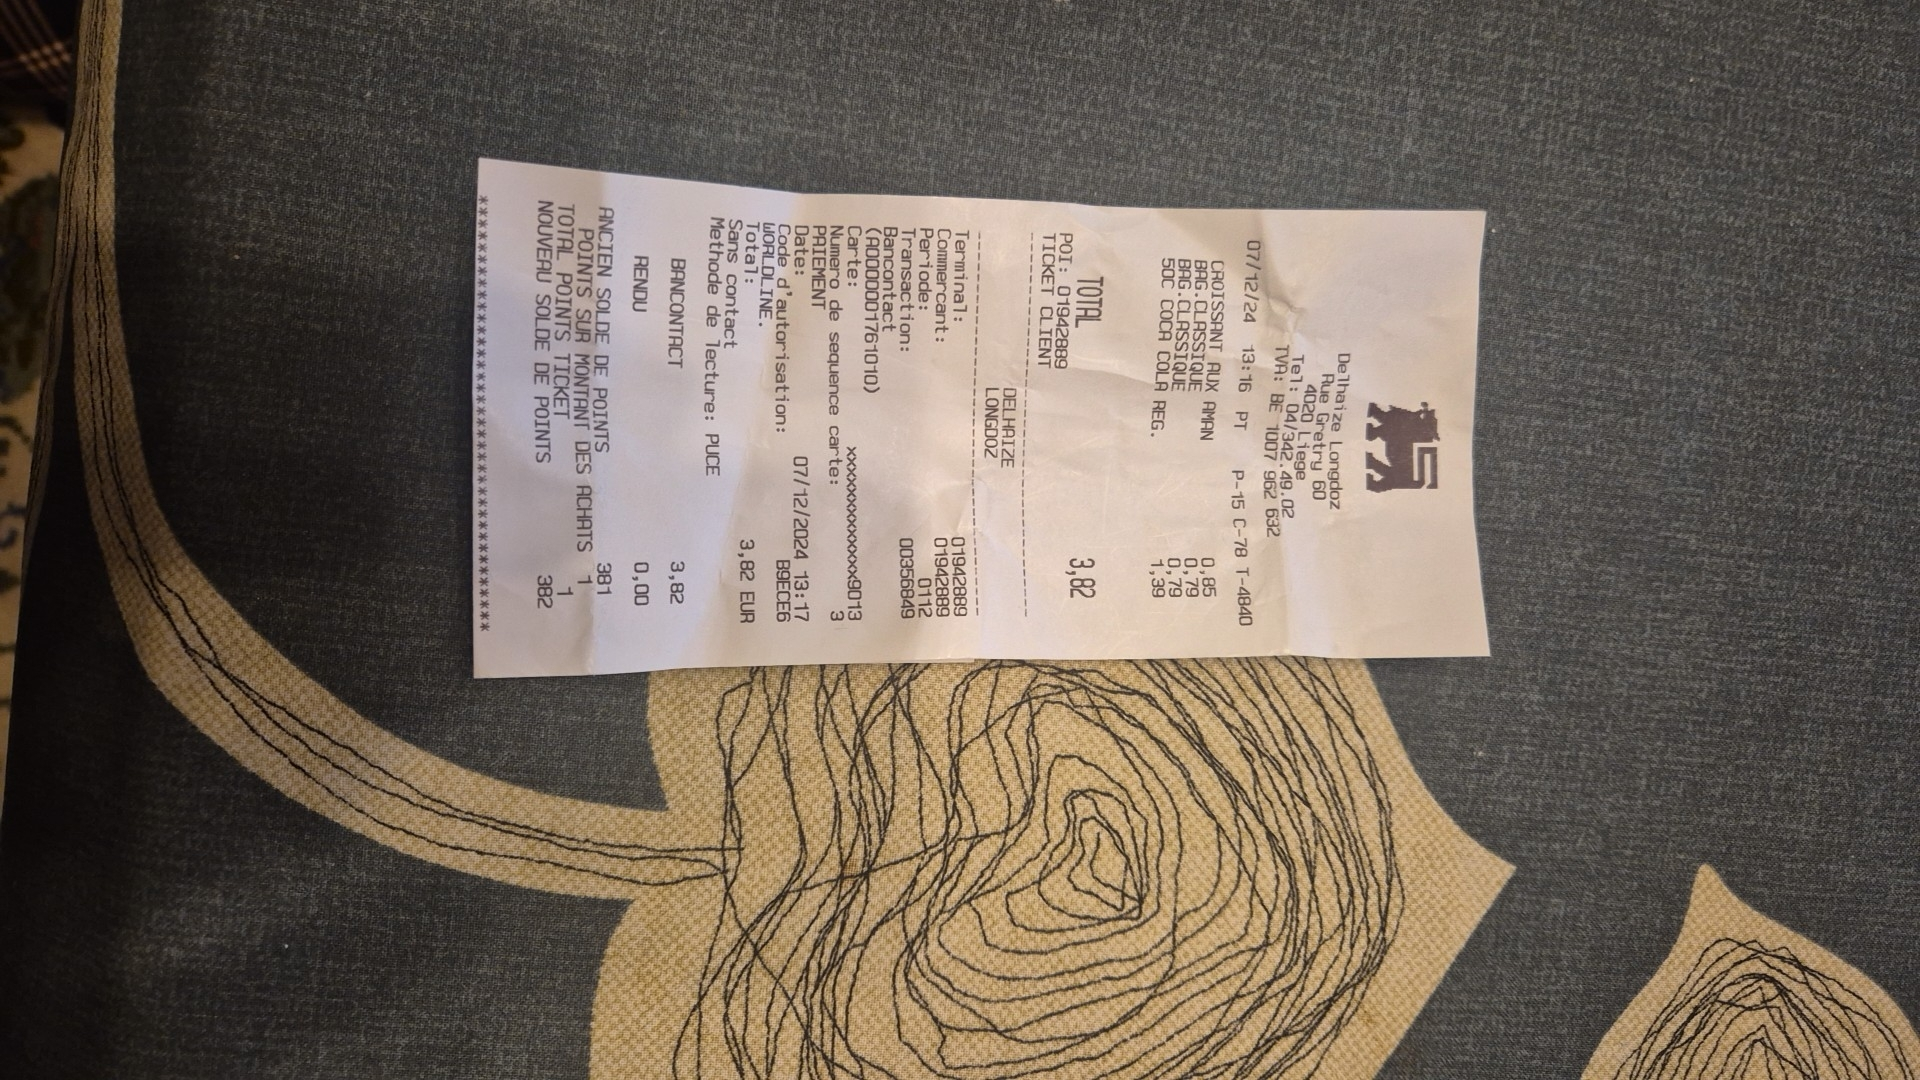 Delhaize Longdoz
Rue Gretry 60
4020 Liege
Tel: 04/342.49.02
TVA: BE 1007 962 632
07/12/24 13:16 PT P-15 C-78 T-4840
CROISSANT AUX AMAN 0,85
BAG.CLASSIQUE 0,79
BAG.CLASSIQUE 0,79
50C COCA COLA REG. 1,39
TOTAL 3,82
POI: 01942889
TICKET CLIENT
--------------------------------
DELHAIZE
LONGDOZ
--------------------------------
Terminal: 01942889
Commercant: 01942889
Periode: 0112
Transaction: 00356849
Bancontact
(A0000001761010)
Carte: xxxxxxxxxxxxx9013
Numero de sequence carte: 3
PAIEMENT
Date: 07/12/2024 13:17
Code d'autorisation: B9ECE6
WORLDLINE.
Total: 3,82 EUR
Sans contact
Methode de lecture: PUCE
BANCONTACT 3,82
RENDU 0,00
ANCIEN SOLDE DE POINTS 381
POINTS SUR MONTANT DES ACHATS 1
TOTAL POINTS TICKET 1
NOUVEAU SOLDE DE POINTS 382
****************************************